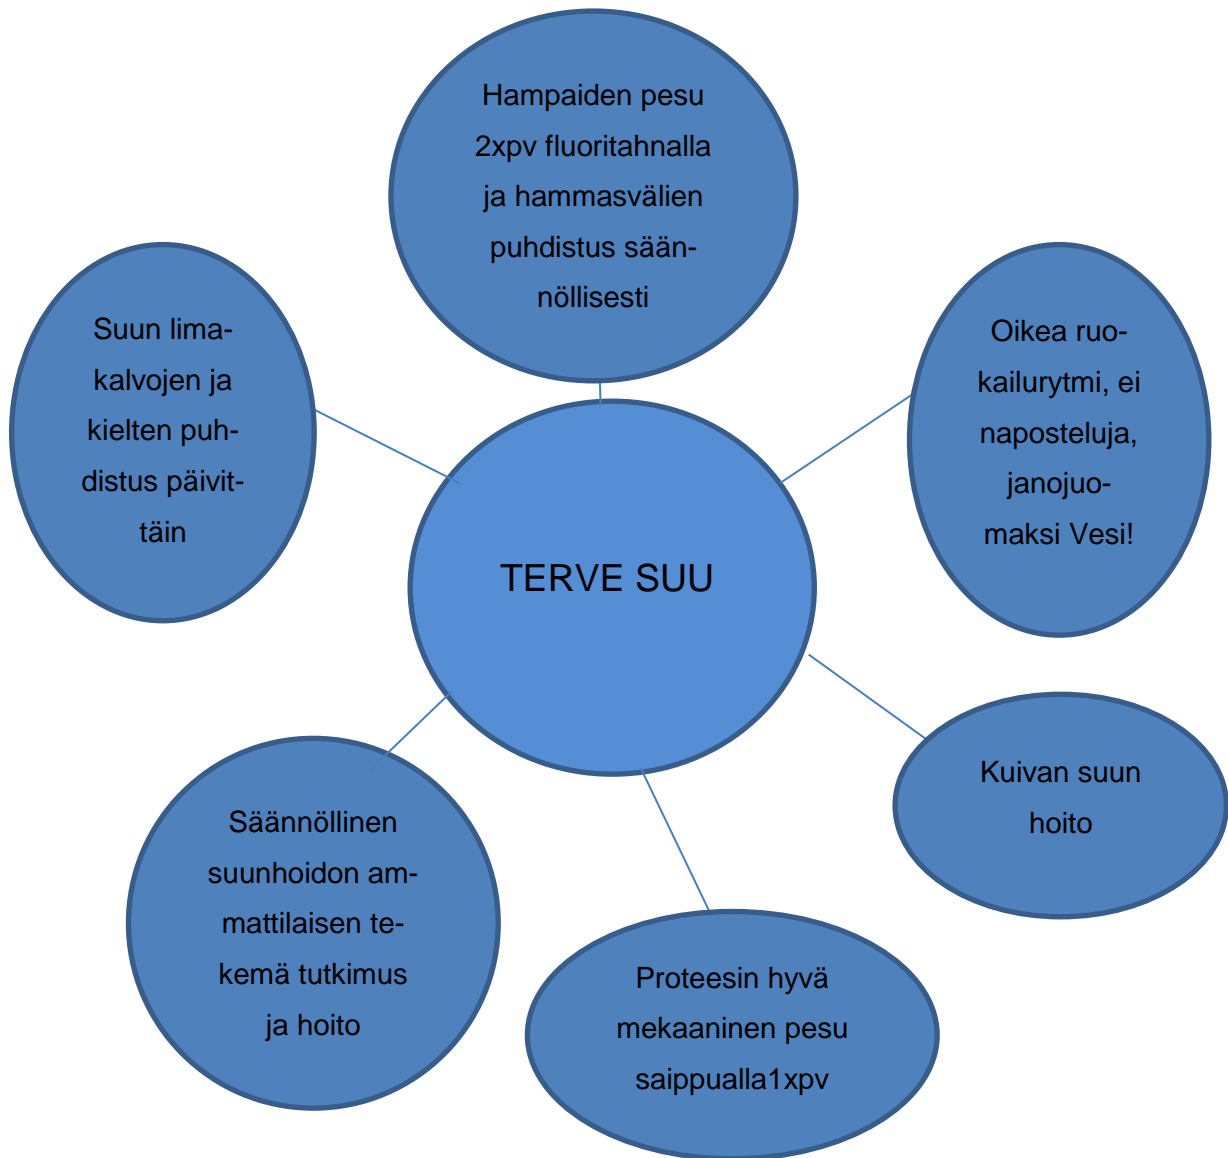 Hampaiden pesu
2xpv fluoritahnalla
ja hammasvälien
puhdistus sään-
nöllisesti
Suun lima-
kalvojen ja
kielten puh-
distus päivit-
täin
Oikea ruo-
kailurytmi, ei
naposteluja,
janojuo-
maksi Vesi!
TERVE SUU
Kuivan suun
hoito
Säännöllinen
suunhoidon am-
mattilaisen te-
kemä tutkimus
ja hoito
Proteesin hyvä
mekaaninen pesu
saippualla1xpv